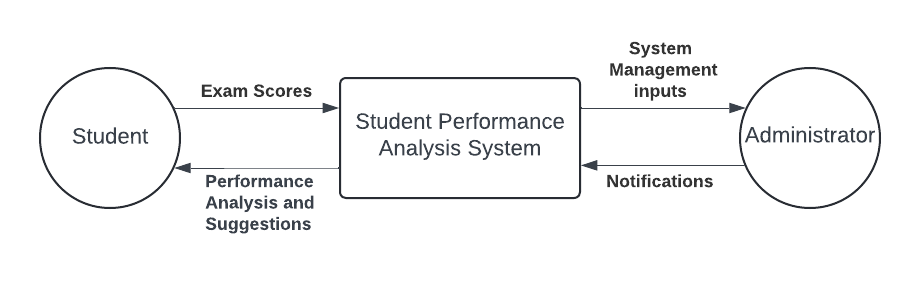 Student
Exam Scores
Performance
Analysis and
Suggestions
Student Performance
Analysis System
System
Management
inputs
Notifications
Administrator